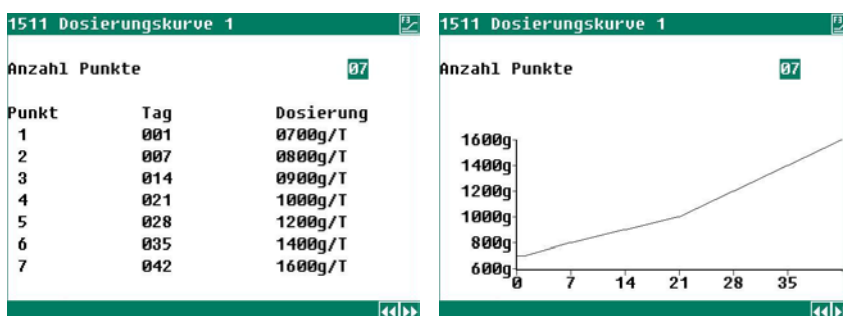 1511 Dosierungskurve 1 F3
Anzahl Punkte 07
Punkt Tag Dosierung
1 001 0700g/T
2 007 0800g/T
3 014 0900g/T
4 021 1000g/T
5 028 1200g/T
6 035 1400g/T
7 042 1600g/T
1511 Dosierungskurve 1 F3
Anzahl Punkte 07
1600g
1400g
1200g
1000g
800g
600g
0 7 14 21 28 35